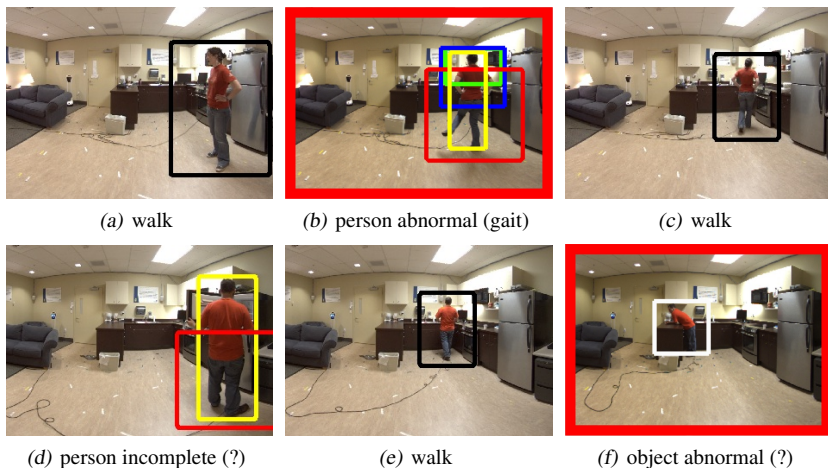 (a) walk
(b) person abnormal (gait)
(c) walk
(d) person incomplete (?)
(e) walk
(f) object abnormal (?)